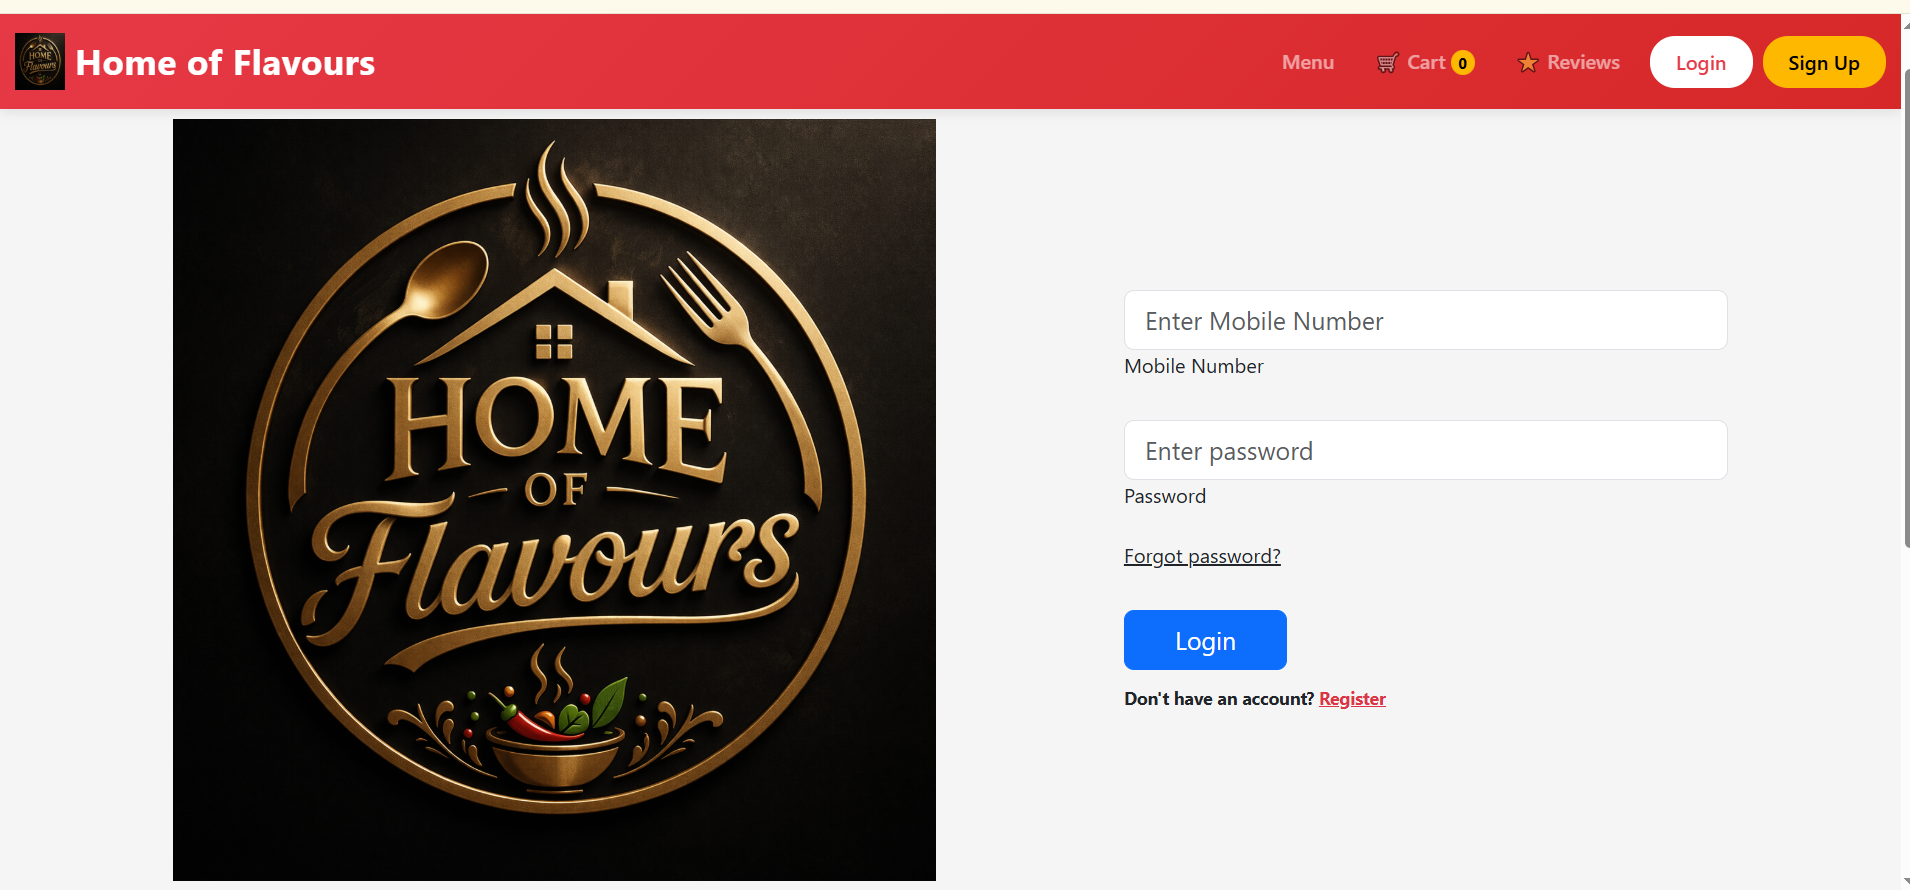 Home of Flavours
Menu
Cart 0
Reviews
Login
Sign Up
HOME
OF
Flavours
Enter Mobile Number
Mobile Number
Enter password
Password
Forgot password?
Login
Don't have an account? Register